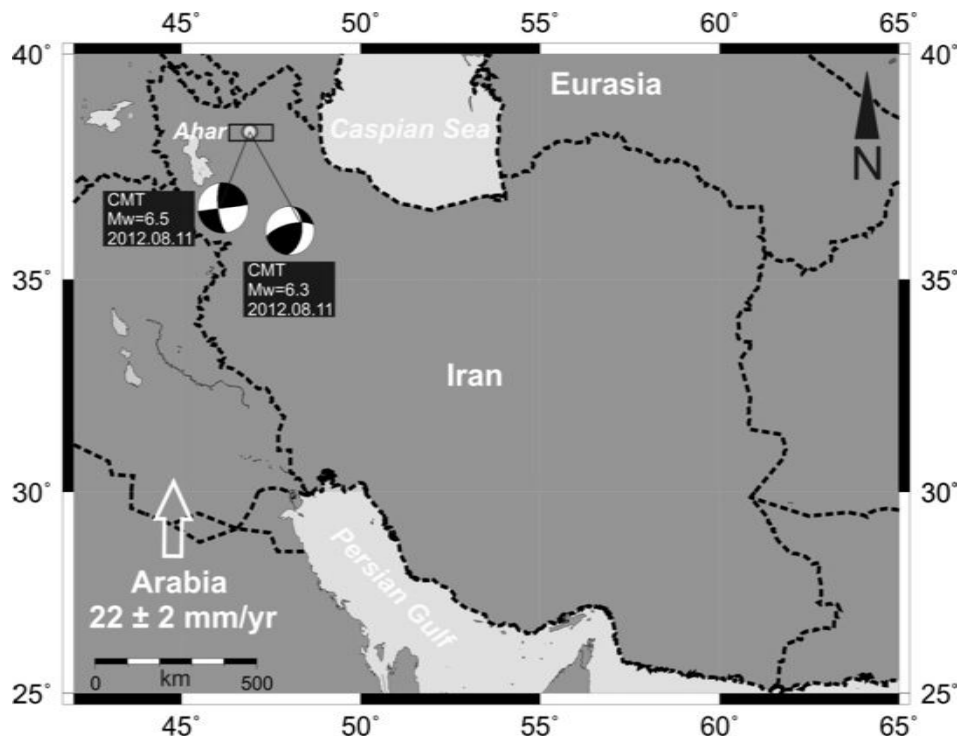 45° 50° 55° 60° 65°
40° 40°
Eurasia
Ahar
Caspian Sea
N
CMT
Mw=6.5
2012.08.11
CMT
Mw=6.3
2012.08.11
35° 35°
Iran
30° 30°
Persian Gulf
Arabia
22 ± 2 mm/yr
0 km 500
25° 25°
45° 50° 55° 60° 65°